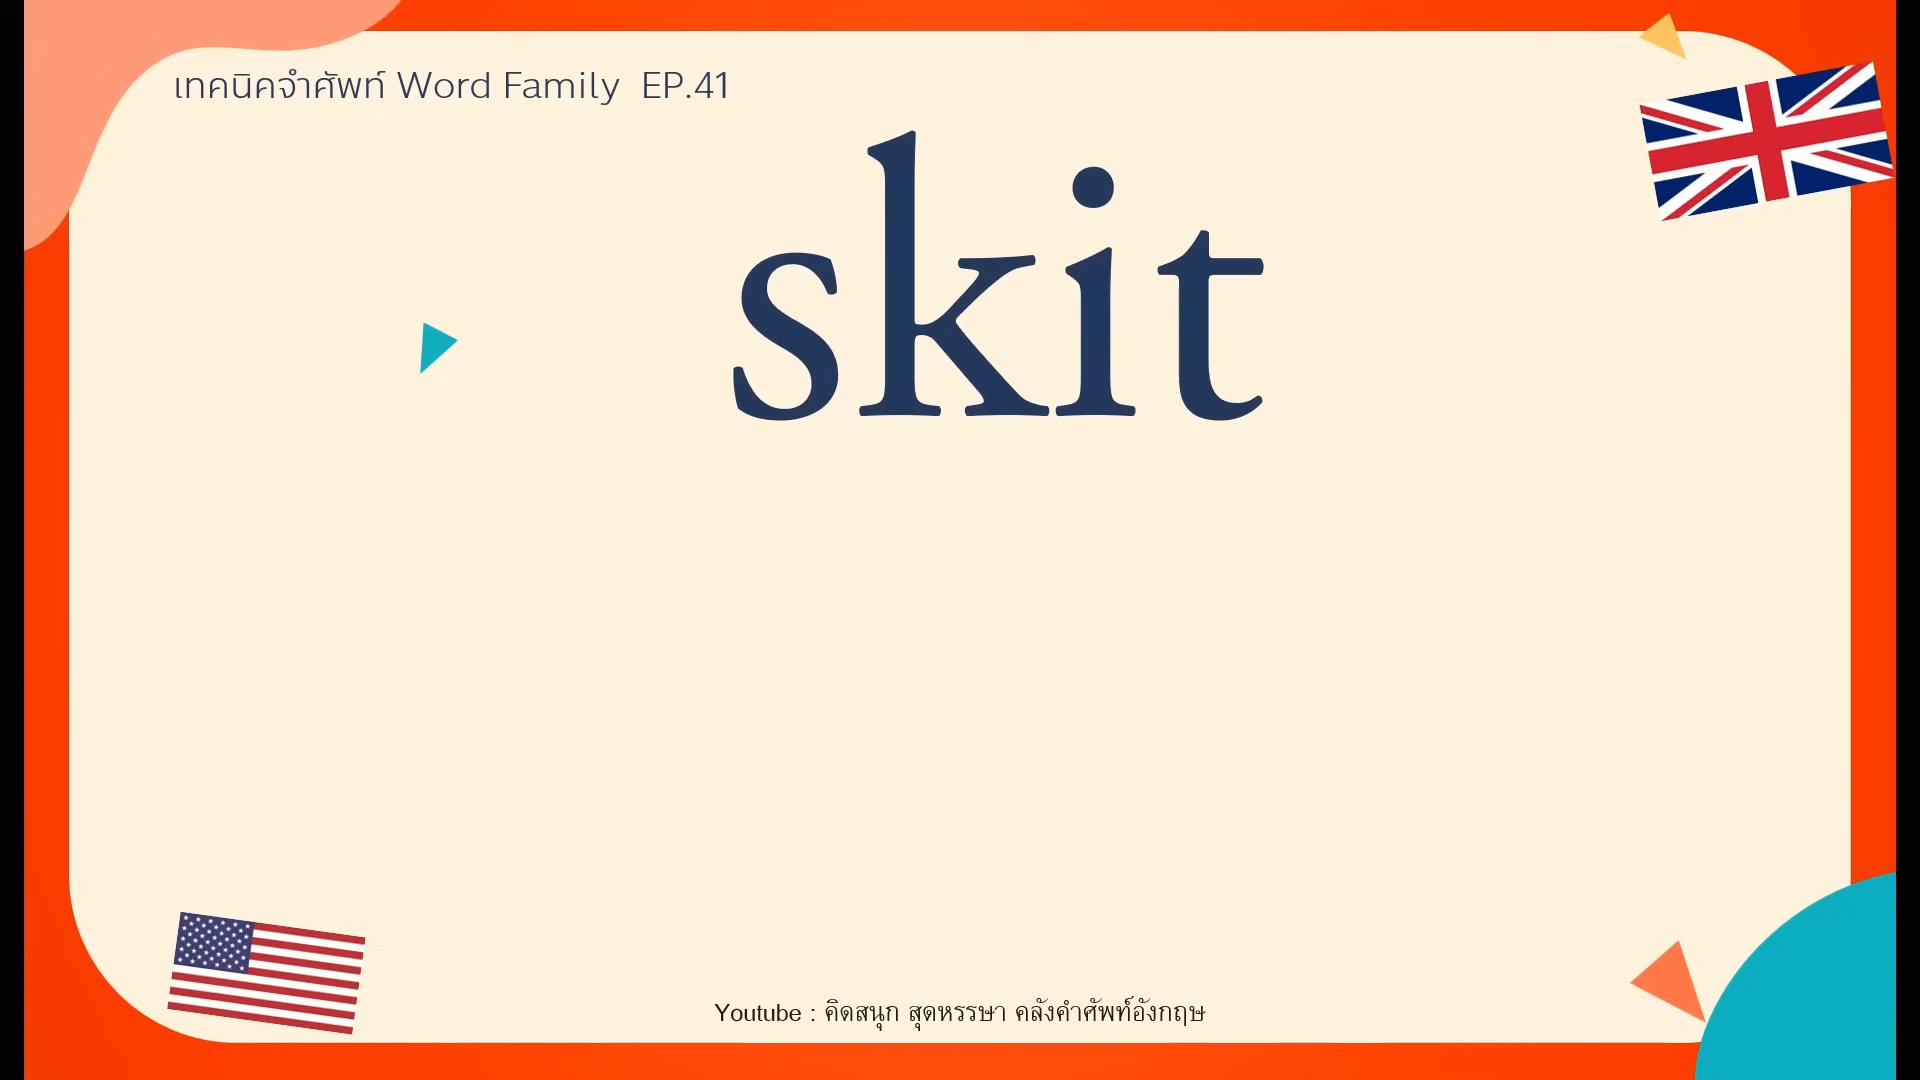 เทคนิคจำศัพท์ Word Family EP.41
skit
Youtube : คิดสนุก สุดหรรษา คลังคำศัพท์อังกฤษ